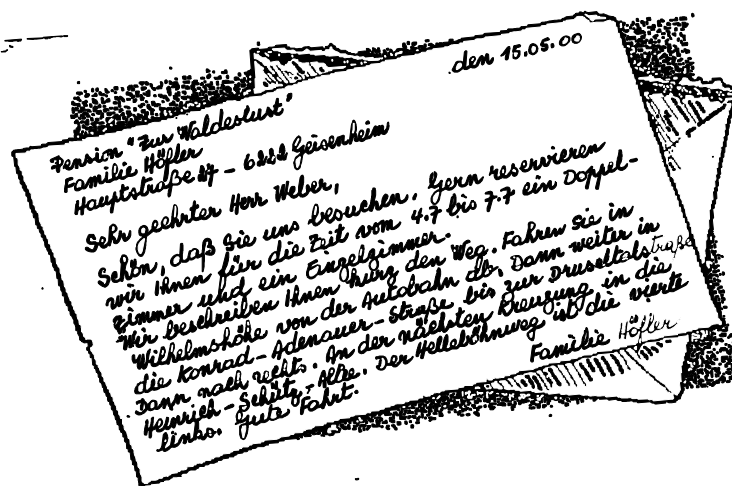 den 15.05.00
Pension "Zur Waldeslust"
Familie Höfler
Hauptstraße 27 - 6222 Geisenheim
Sehr geehrter Herr Weber,
Schön, daß Sie uns besuchen. Gern reservieren
wir Ihnen für die Zeit vom 4.7 bis 7.7 ein Doppel-
zimmer und ein Einzelzimmer.
Wir beschreiben Ihnen kurz den Weg. Fahren Sie in
Wilhelmshöhe von der Autobahn ab. Dann weiter in
die Konrad-Adenauer-Straße bis zur Druseltalstraße
Dann nach rechts. An der nächsten Kreuzung in die
Heinrich-Schütz-Allee. Der Helleböhnweg ist die vierte
links. Gute Fahrt.
Familie Höfler